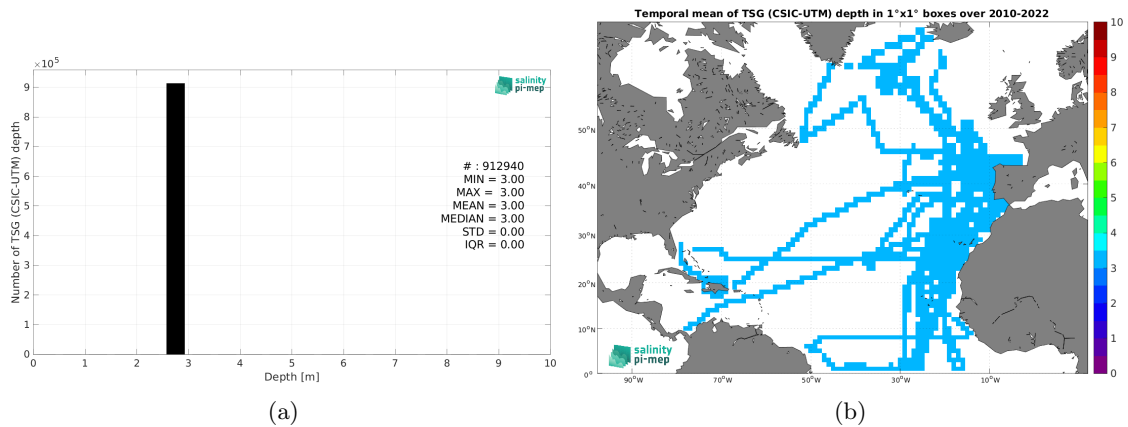 ×10⁵
9
8
7
6
5
4
3
2
1
0
Number of TSG (CSIC-UTM) depth
0 1 2 3 4 5 6 7 8 9 10
Depth [m]
salinity
pi-mep
# : 912940
MIN = 3.00
MAX = 3.00
MEAN = 3.00
MEDIAN = 3.00
STD = 0.00
IQR = 0.00
(a)
Temporal mean of TSG (CSIC-UTM) depth in 1°x1° boxes over 2010-2022
50°N
40°N
30°N
20°N
10°N
0°
90°W 70°W 50°W 30°W 10°W
salinity
pi-mep
10
9
8
7
6
5
4
3
2
1
0
(b)